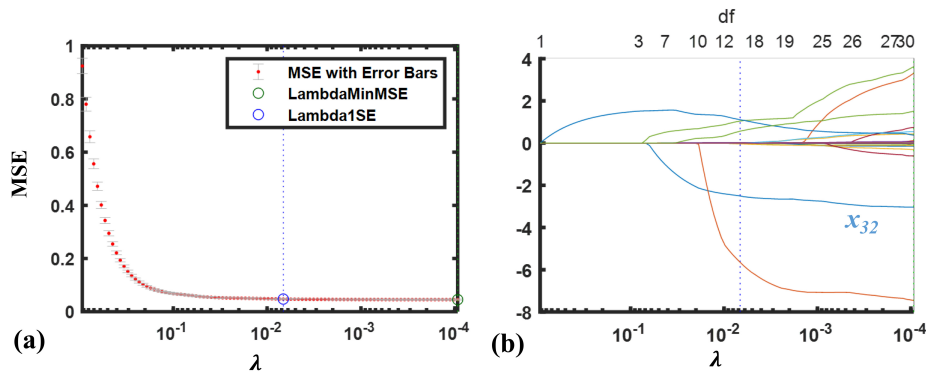 1
0.8
0.6
0.4
0.2
0
MSE
MSE with Error Bars
LambdaMinMSE
Lambda1SE
10-1 10-2 10-3 10-4
λ
(a)
df
1 3 7 10 12 18 19 25 26 2730
4
2
0
-2
-4
-6
-8
x32
10-1 10-2 10-3 10-4
λ
(b)